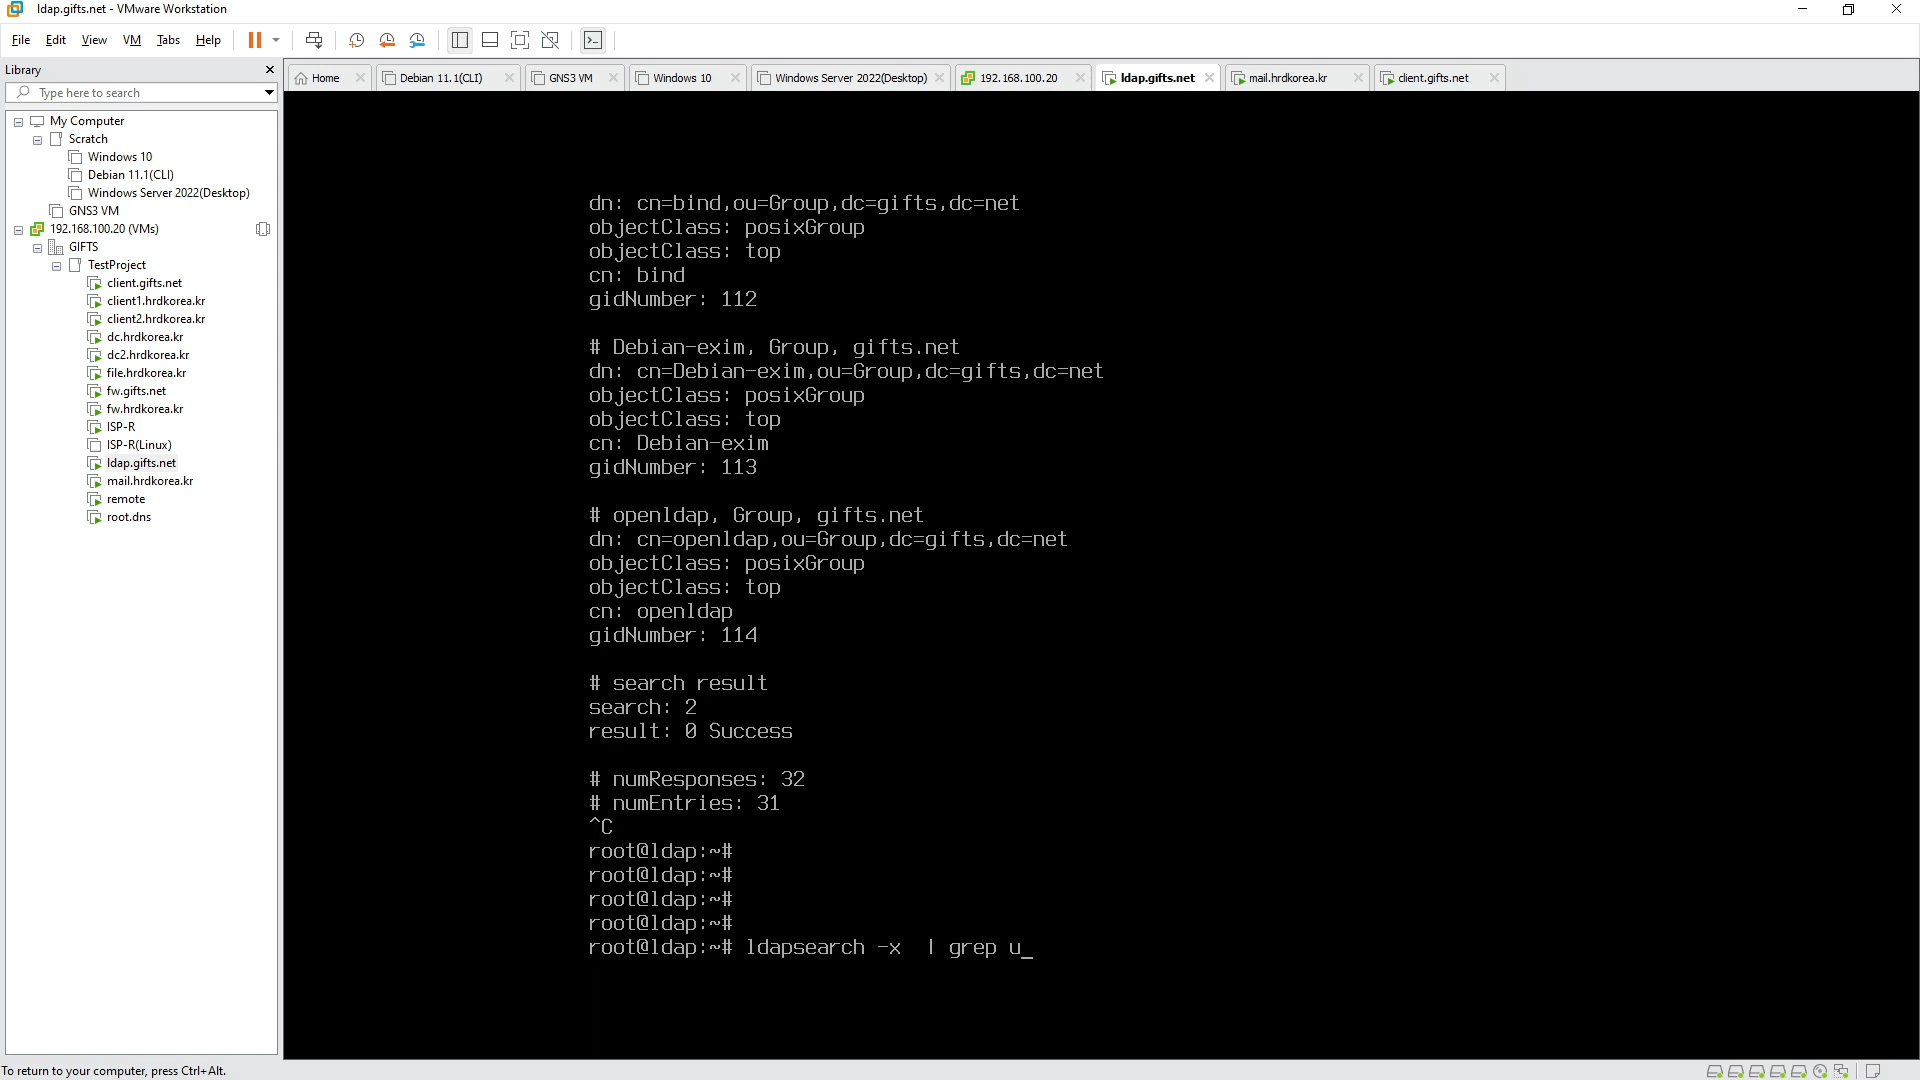 ldap.gifts.net - VMware Workstation
File Edit View VM Tabs Help
Library
Type here to search
My Computer
Scratch
Windows 10
Debian 11.1(CLI)
Windows Server 2022(Desktop)
GNS3 VM
192.168.100.20 (VMs)
GIFTS
TestProject
client.gifts.net
client1.hrdkorea.kr
client2.hrdkorea.kr
dc.hrdkorea.kr
dc2.hrdkorea.kr
file.hrdkorea.kr
fw.gifts.net
fw.hrdkorea.kr
ISP-R
ISP-R(Linux)
ldap.gifts.net
mail.hrdkorea.kr
remote
root.dns
Home Debian 11.1(CLI) GNS3 VM Windows 10 Windows Server 2022(Desktop) 192.168.100.20 ldap.gifts.net mail.hrdkorea.kr client.gifts.net
dn: cn=bind,ou=Group,dc=gifts,dc=net
objectClass: posixGroup
objectClass: top
cn: bind
gidNumber: 112
# Debian-exim, Group, gifts.net
dn: cn=Debian-exim,ou=Group,dc=gifts,dc=net
objectClass: posixGroup
objectClass: top
cn: Debian-exim
gidNumber: 113
# openldap, Group, gifts.net
dn: cn=openldap,ou=Group,dc=gifts,dc=net
objectClass: posixGroup
objectClass: top
cn: openldap
gidNumber: 114
# search result
search: 2
result: 0 Success
# numResponses: 32
# numEntries: 31
^C
root@ldap:~#
root@ldap:~#
root@ldap:~#
root@ldap:~#
root@ldap:~# ldapsearch -x  | grep u_
To return to your computer, press Ctrl+Alt.